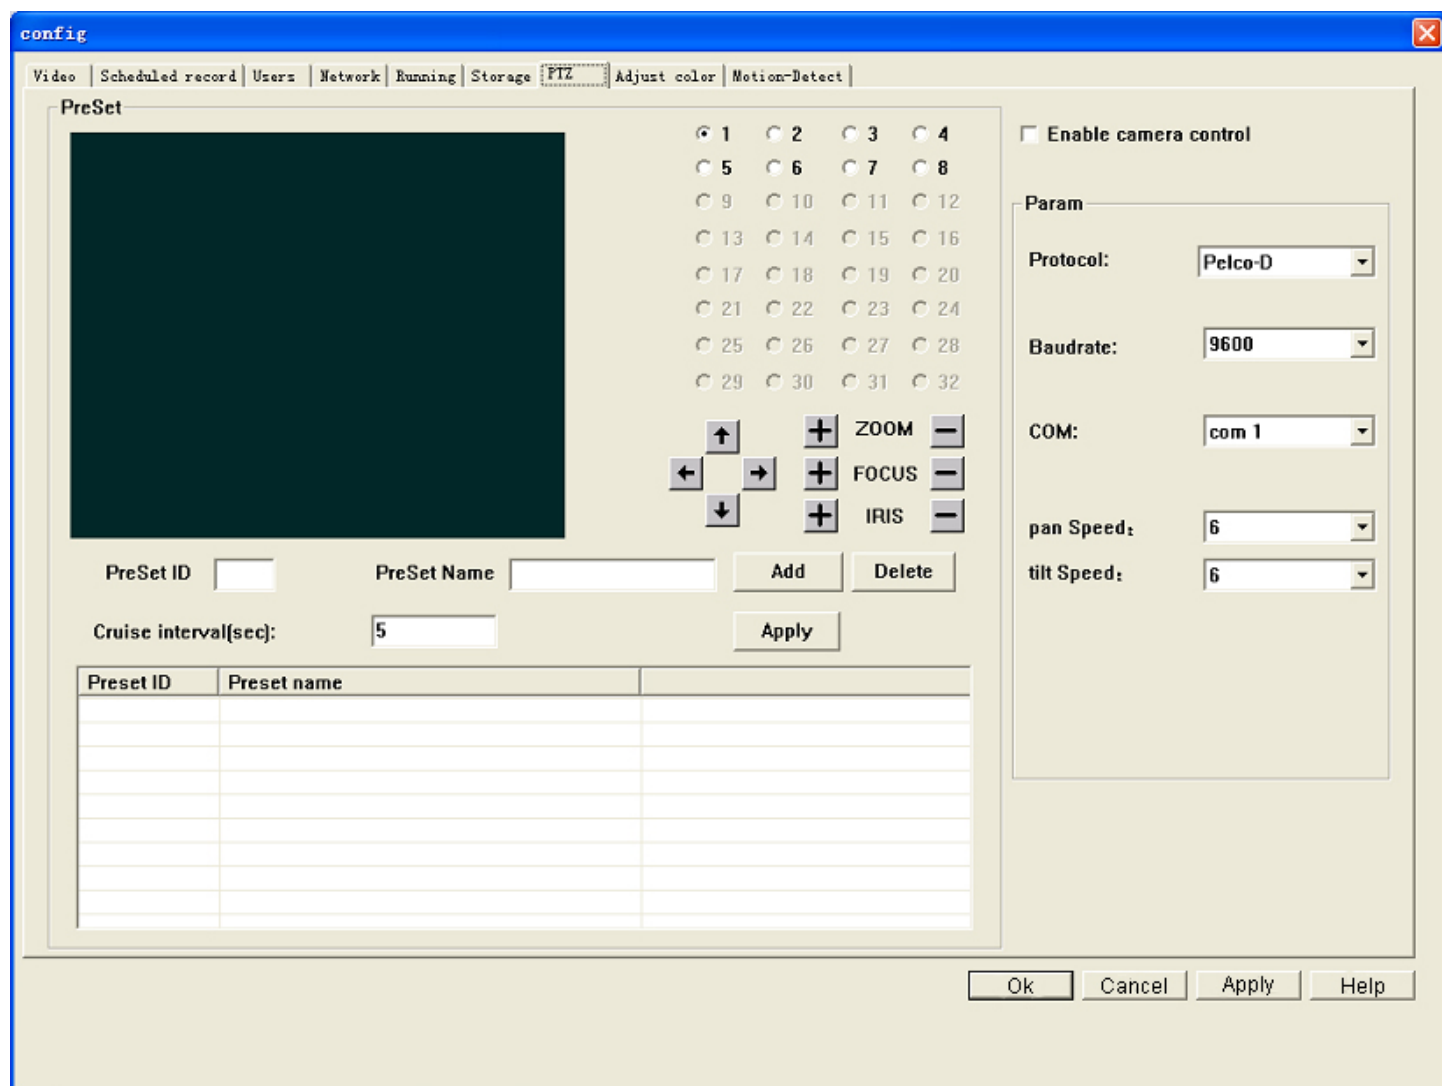 config
Video Scheduled record Users Network Running Storage PTZ Adjust color Motion-Detect
PreSet
1 2 3 4
5 6 7 8
9 10 11 12
13 14 15 16
17 18 19 20
21 22 23 24
25 26 27 28
29 30 31 32
ZOOM
FOCUS
IRIS
PreSet ID PreSet Name Add Delete
Cruise interval(sec): 5 Apply
Preset ID Preset name
Enable camera control
Param
Protocol: Pelco-D
Baudrate: 9600
COM: com 1
pan Speed: 6
tilt Speed: 6
Ok Cancel Apply Help